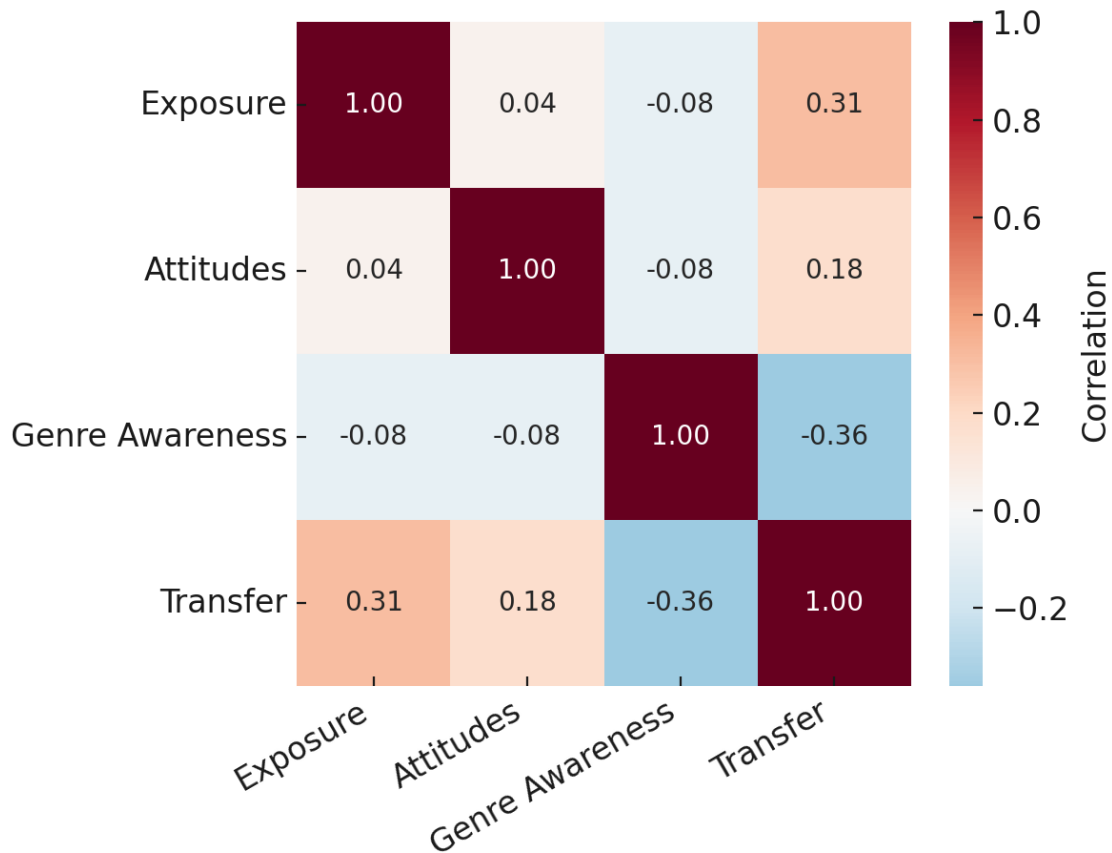 Exposure 1.00 0.04 -0.08 0.31
Attitudes 0.04 1.00 -0.08 0.18
Genre Awareness -0.08 -0.08 1.00 -0.36
Transfer 0.31 0.18 -0.36 1.00
Exposure Attitudes Genre Awareness Transfer
1.0
0.8
0.6
0.4
0.2
0.0
−0.2
Correlation